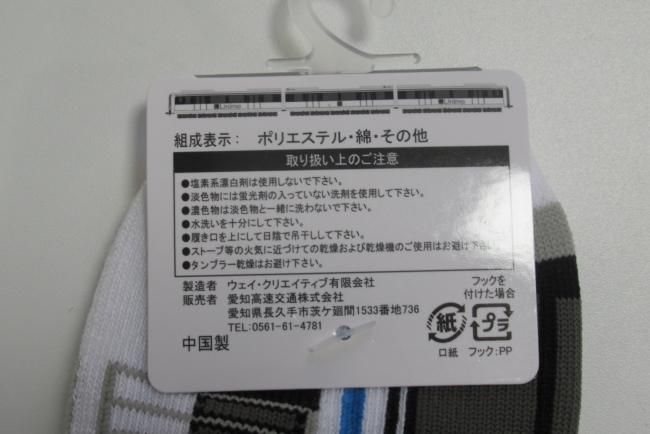 Linimo Linimo
組成表示： ポリエステル・綿・その他
取り扱い上のご注意
●塩素系漂白剤は使用しないで下さい。
●淡色物には蛍光剤の入っていない洗剤を使用して下さい。
●濃色物は淡色物と一緒に洗わないで下さい。
●水洗いを十分にして下さい。
●履き口を上にして日陰で吊干しして下さい。
●ストーブ等の火気に近づけての乾燥および乾燥機のご使用はお避け下さい。
●タンブラー乾燥はお避け下さい。
製造者 ウェイ・クリエイティブ有限会社
販売者 愛知高速交通株式会社
愛知県長久手市茨ケ廻間1533番地736
TEL：0561-61-4781
中国製
フックを
付けた場合
紙 プラ
口紙 フック：PP